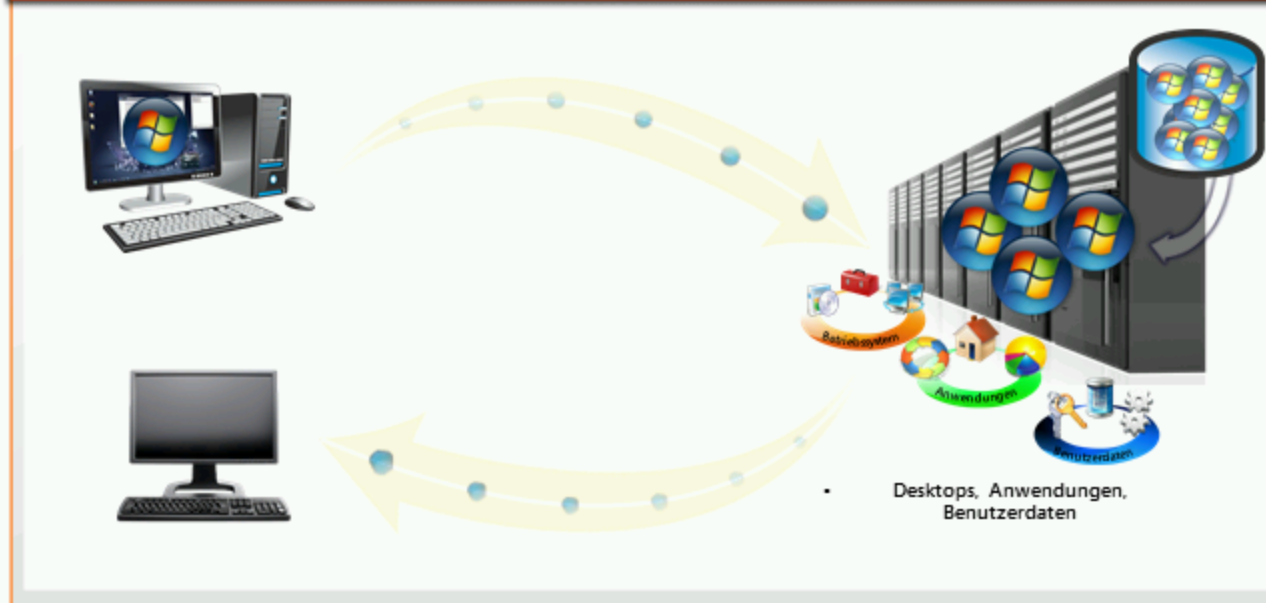 Betriebssystem
Anwendungen
Benutzerdaten
▪ Desktops, Anwendungen,
Benutzerdaten